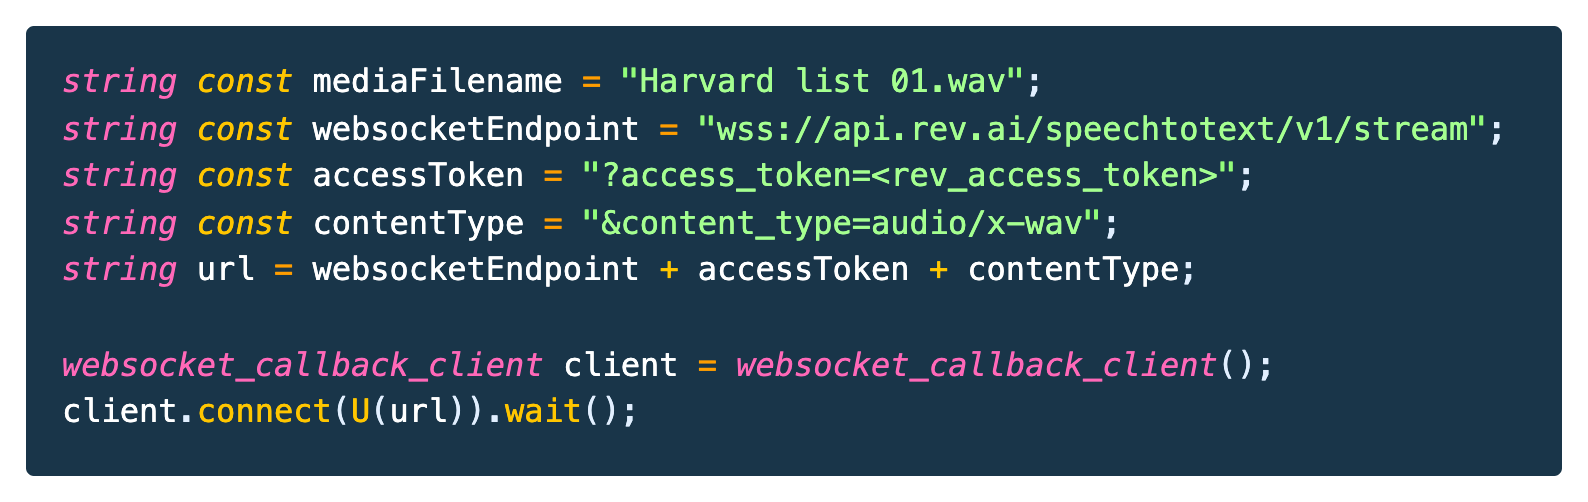 string const mediaFilename = "Harvard list 01.wav";
string const websocketEndpoint = "wss://api.rev.ai/speechtotext/v1/stream";
string const accessToken = "?access_token=<rev_access_token>";
string const contentType = "&content_type=audio/x-wav";
string url = websocketEndpoint + accessToken + contentType;
websocket_callback_client client = websocket_callback_client();
client.connect(U(url)).wait();